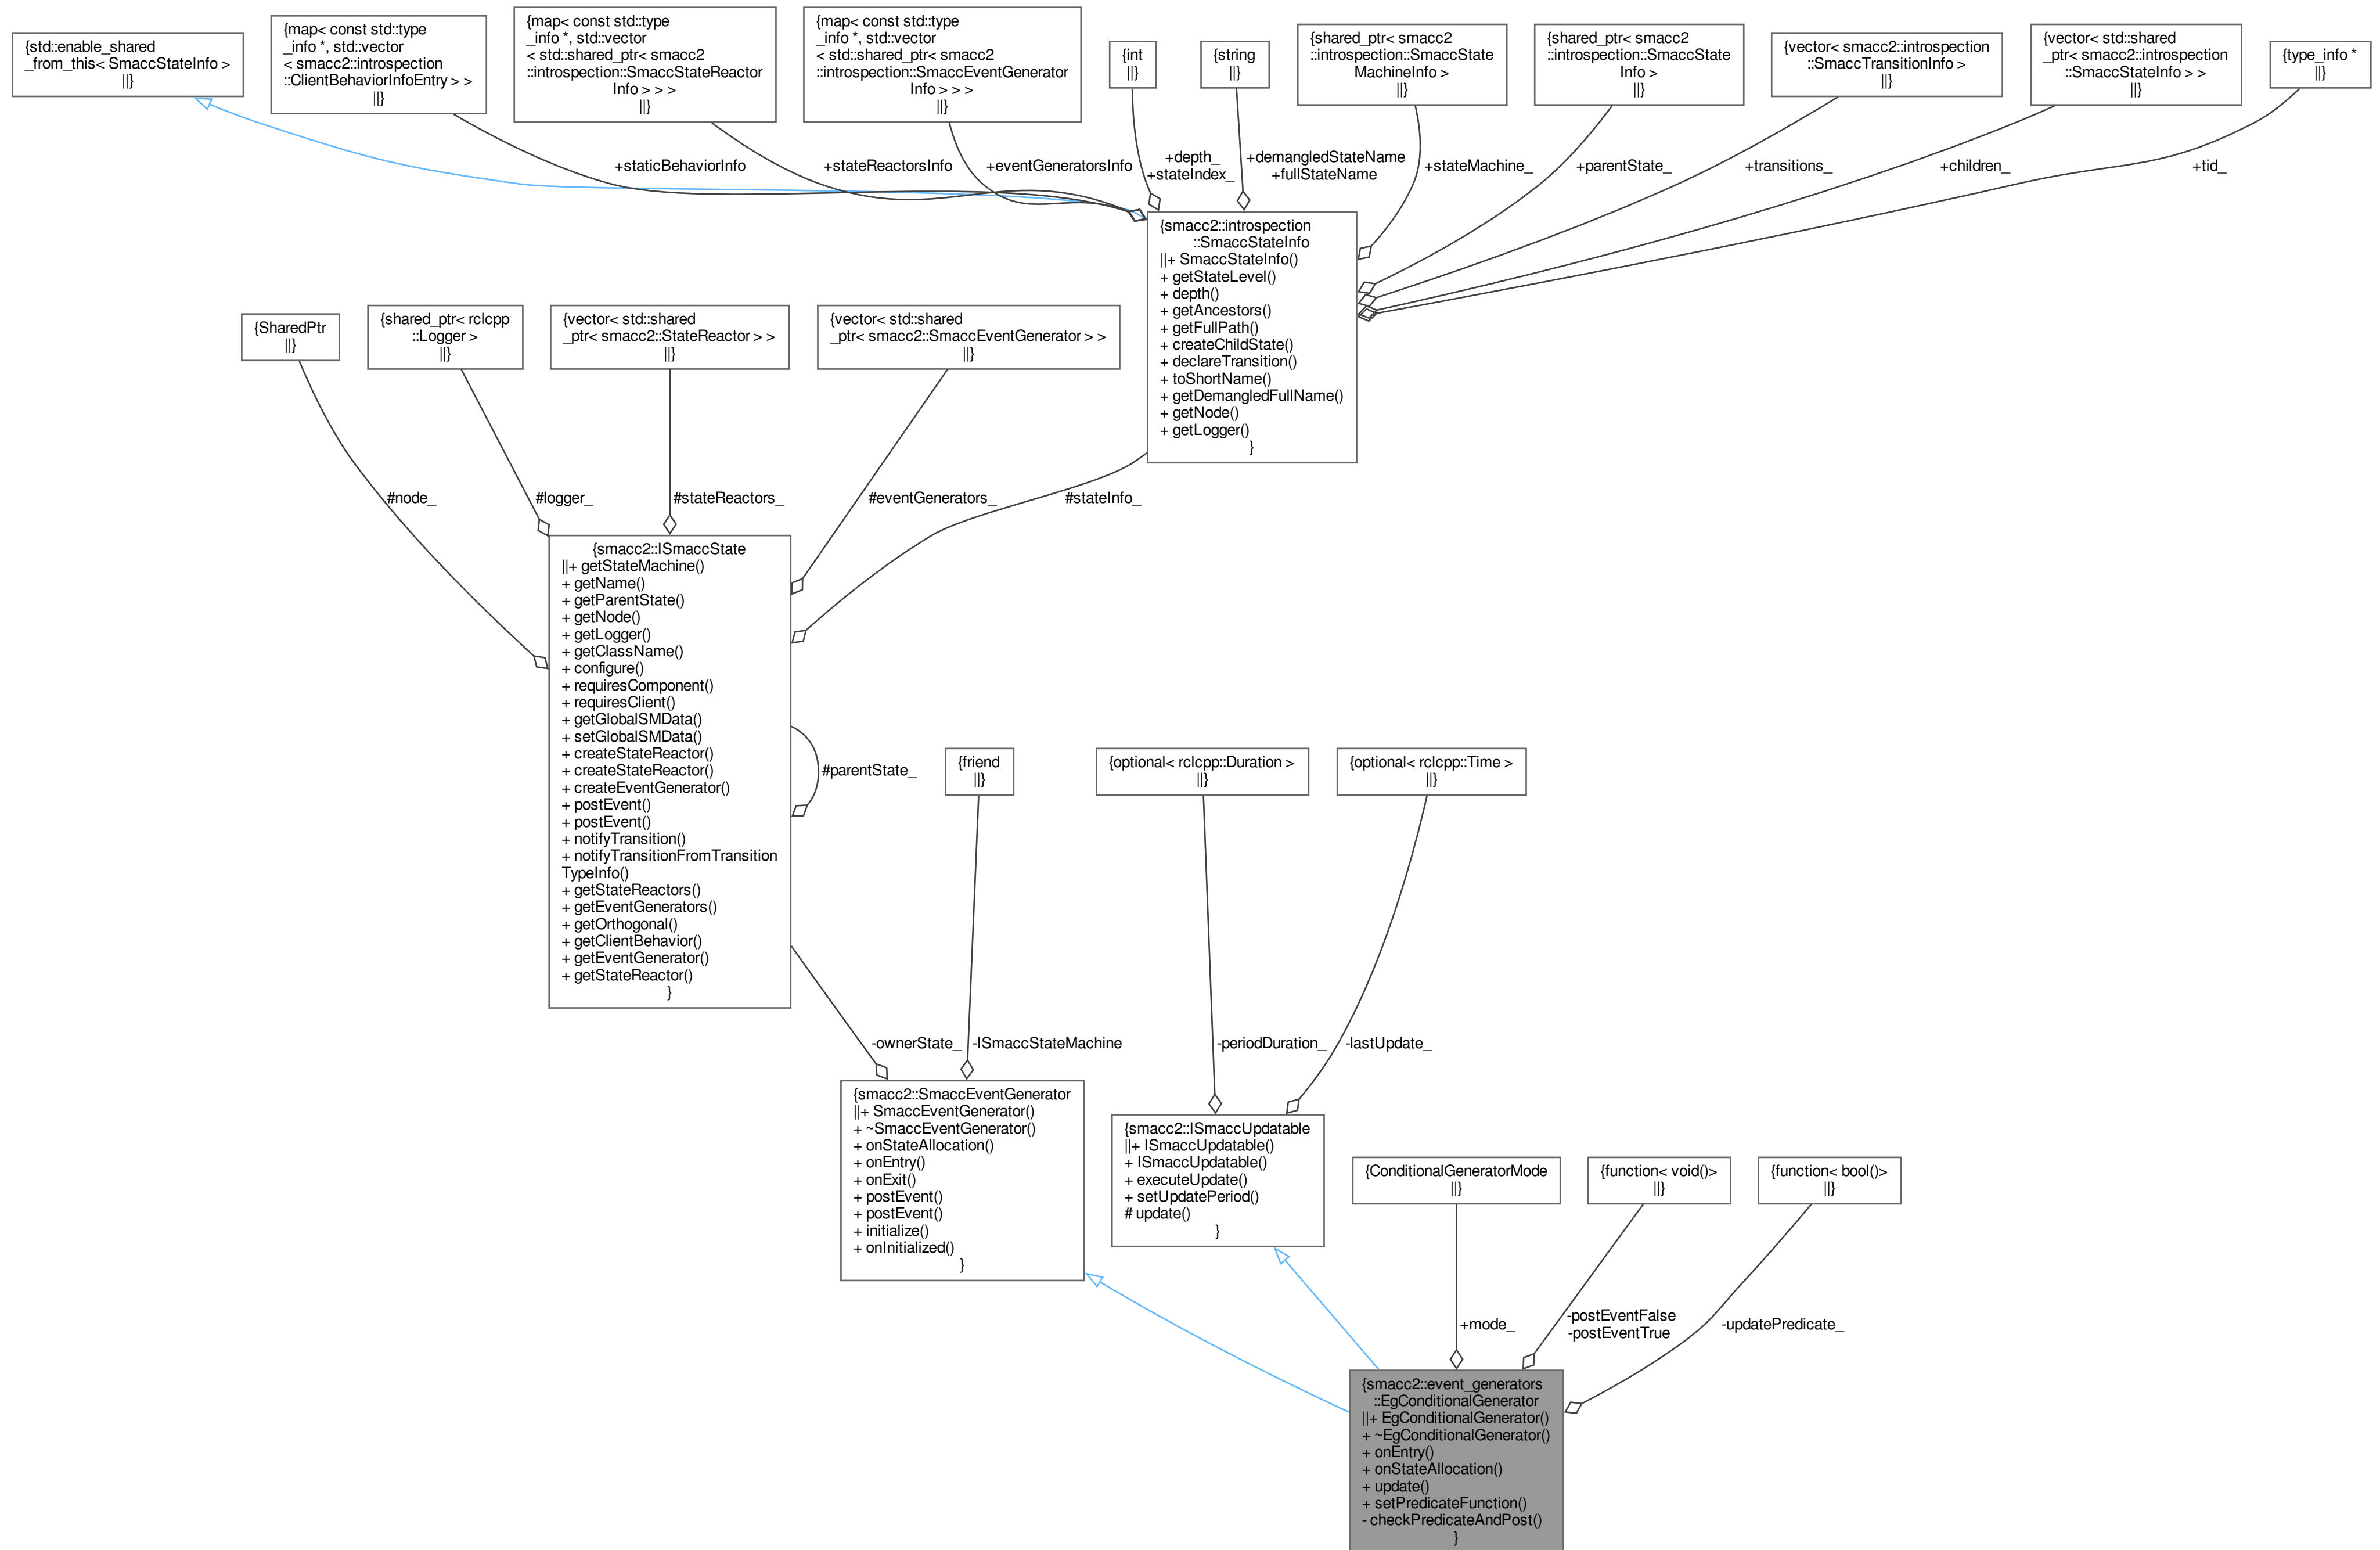 {std::enable_shared
_from_this< SmaccStateInfo >
||}
{map< const std::type
_info *, std::vector
< smacc2::introspection
::ClientBehaviorInfoEntry > >
||}
{map< const std::type
_info *, std::vector
< std::shared_ptr< smacc2
::introspection::SmaccStateReactor
Info > > >
||}
{map< const std::type
_info *, std::vector
< std::shared_ptr< smacc2
::introspection::SmaccEventGenerator
Info > > >
||}
{int
||}
{string
||}
{shared_ptr< smacc2
::introspection::SmaccState
MachineInfo >
||}
{shared_ptr< smacc2
::introspection::SmaccState
Info >
||}
{vector< smacc2::introspection
::SmaccTransitionInfo >
||}
{vector< std::shared
_ptr< smacc2::introspection
::SmaccStateInfo > >
||}
{type_info *
||}
+staticBehaviorInfo
+stateReactorsInfo
+eventGeneratorsInfo
+depth_
+stateIndex_
+demangledStateName
+fullStateName
+stateMachine_
+parentState_
+transitions_
+children_
+tid_
{smacc2::introspection
::SmaccStateInfo
||+ SmaccStateInfo()
+ getStateLevel()
+ depth()
+ getAncestors()
+ getFullPath()
+ createChildState()
+ declareTransition()
+ toShortName()
+ getDemangledFullName()
+ getNode()
+ getLogger()
}
{SharedPtr
||}
{shared_ptr< rclcpp
::Logger >
||}
{vector< std::shared
_ptr< smacc2::StateReactor > >
||}
{vector< std::shared
_ptr< smacc2::SmaccEventGenerator > >
||}
#node_
#logger_
#stateReactors_
#eventGenerators_
#stateInfo_
{smacc2::ISmaccState
||+ getStateMachine()
+ getName()
+ getParentState()
+ getNode()
+ getLogger()
+ getClassName()
+ configure()
+ requiresComponent()
+ requiresClient()
+ getGlobalSMData()
+ setGlobalSMData()
+ createStateReactor()
+ createStateReactor()
+ createEventGenerator()
+ postEvent()
+ postEvent()
+ notifyTransition()
+ notifyTransitionFromTransition
TypeInfo()
+ getStateReactors()
+ getEventGenerators()
+ getOrthogonal()
+ getClientBehavior()
+ getEventGenerator()
+ getStateReactor()
}
#parentState_
{friend
||}
{optional< rclcpp::Duration >
||}
{optional< rclcpp::Time >
||}
-ownerState_
-ISmaccStateMachine
-periodDuration_
-lastUpdate_
{smacc2::SmaccEventGenerator
||+ SmaccEventGenerator()
+ ~SmaccEventGenerator()
+ onStateAllocation()
+ onEntry()
+ onExit()
+ postEvent()
+ postEvent()
+ initialize()
+ onInitialized()
}
{smacc2::ISmaccUpdatable
||+ ISmaccUpdatable()
+ ISmaccUpdatable()
+ executeUpdate()
+ setUpdatePeriod()
# update()
}
{ConditionalGeneratorMode
||}
{function< void()>
||}
{function< bool()>
||}
+mode_
-postEventFalse
-postEventTrue
-updatePredicate_
{smacc2::event_generators
::EgConditionalGenerator
||+ EgConditionalGenerator()
+ ~EgConditionalGenerator()
+ onEntry()
+ onStateAllocation()
+ update()
+ setPredicateFunction()
- checkPredicateAndPost()
}